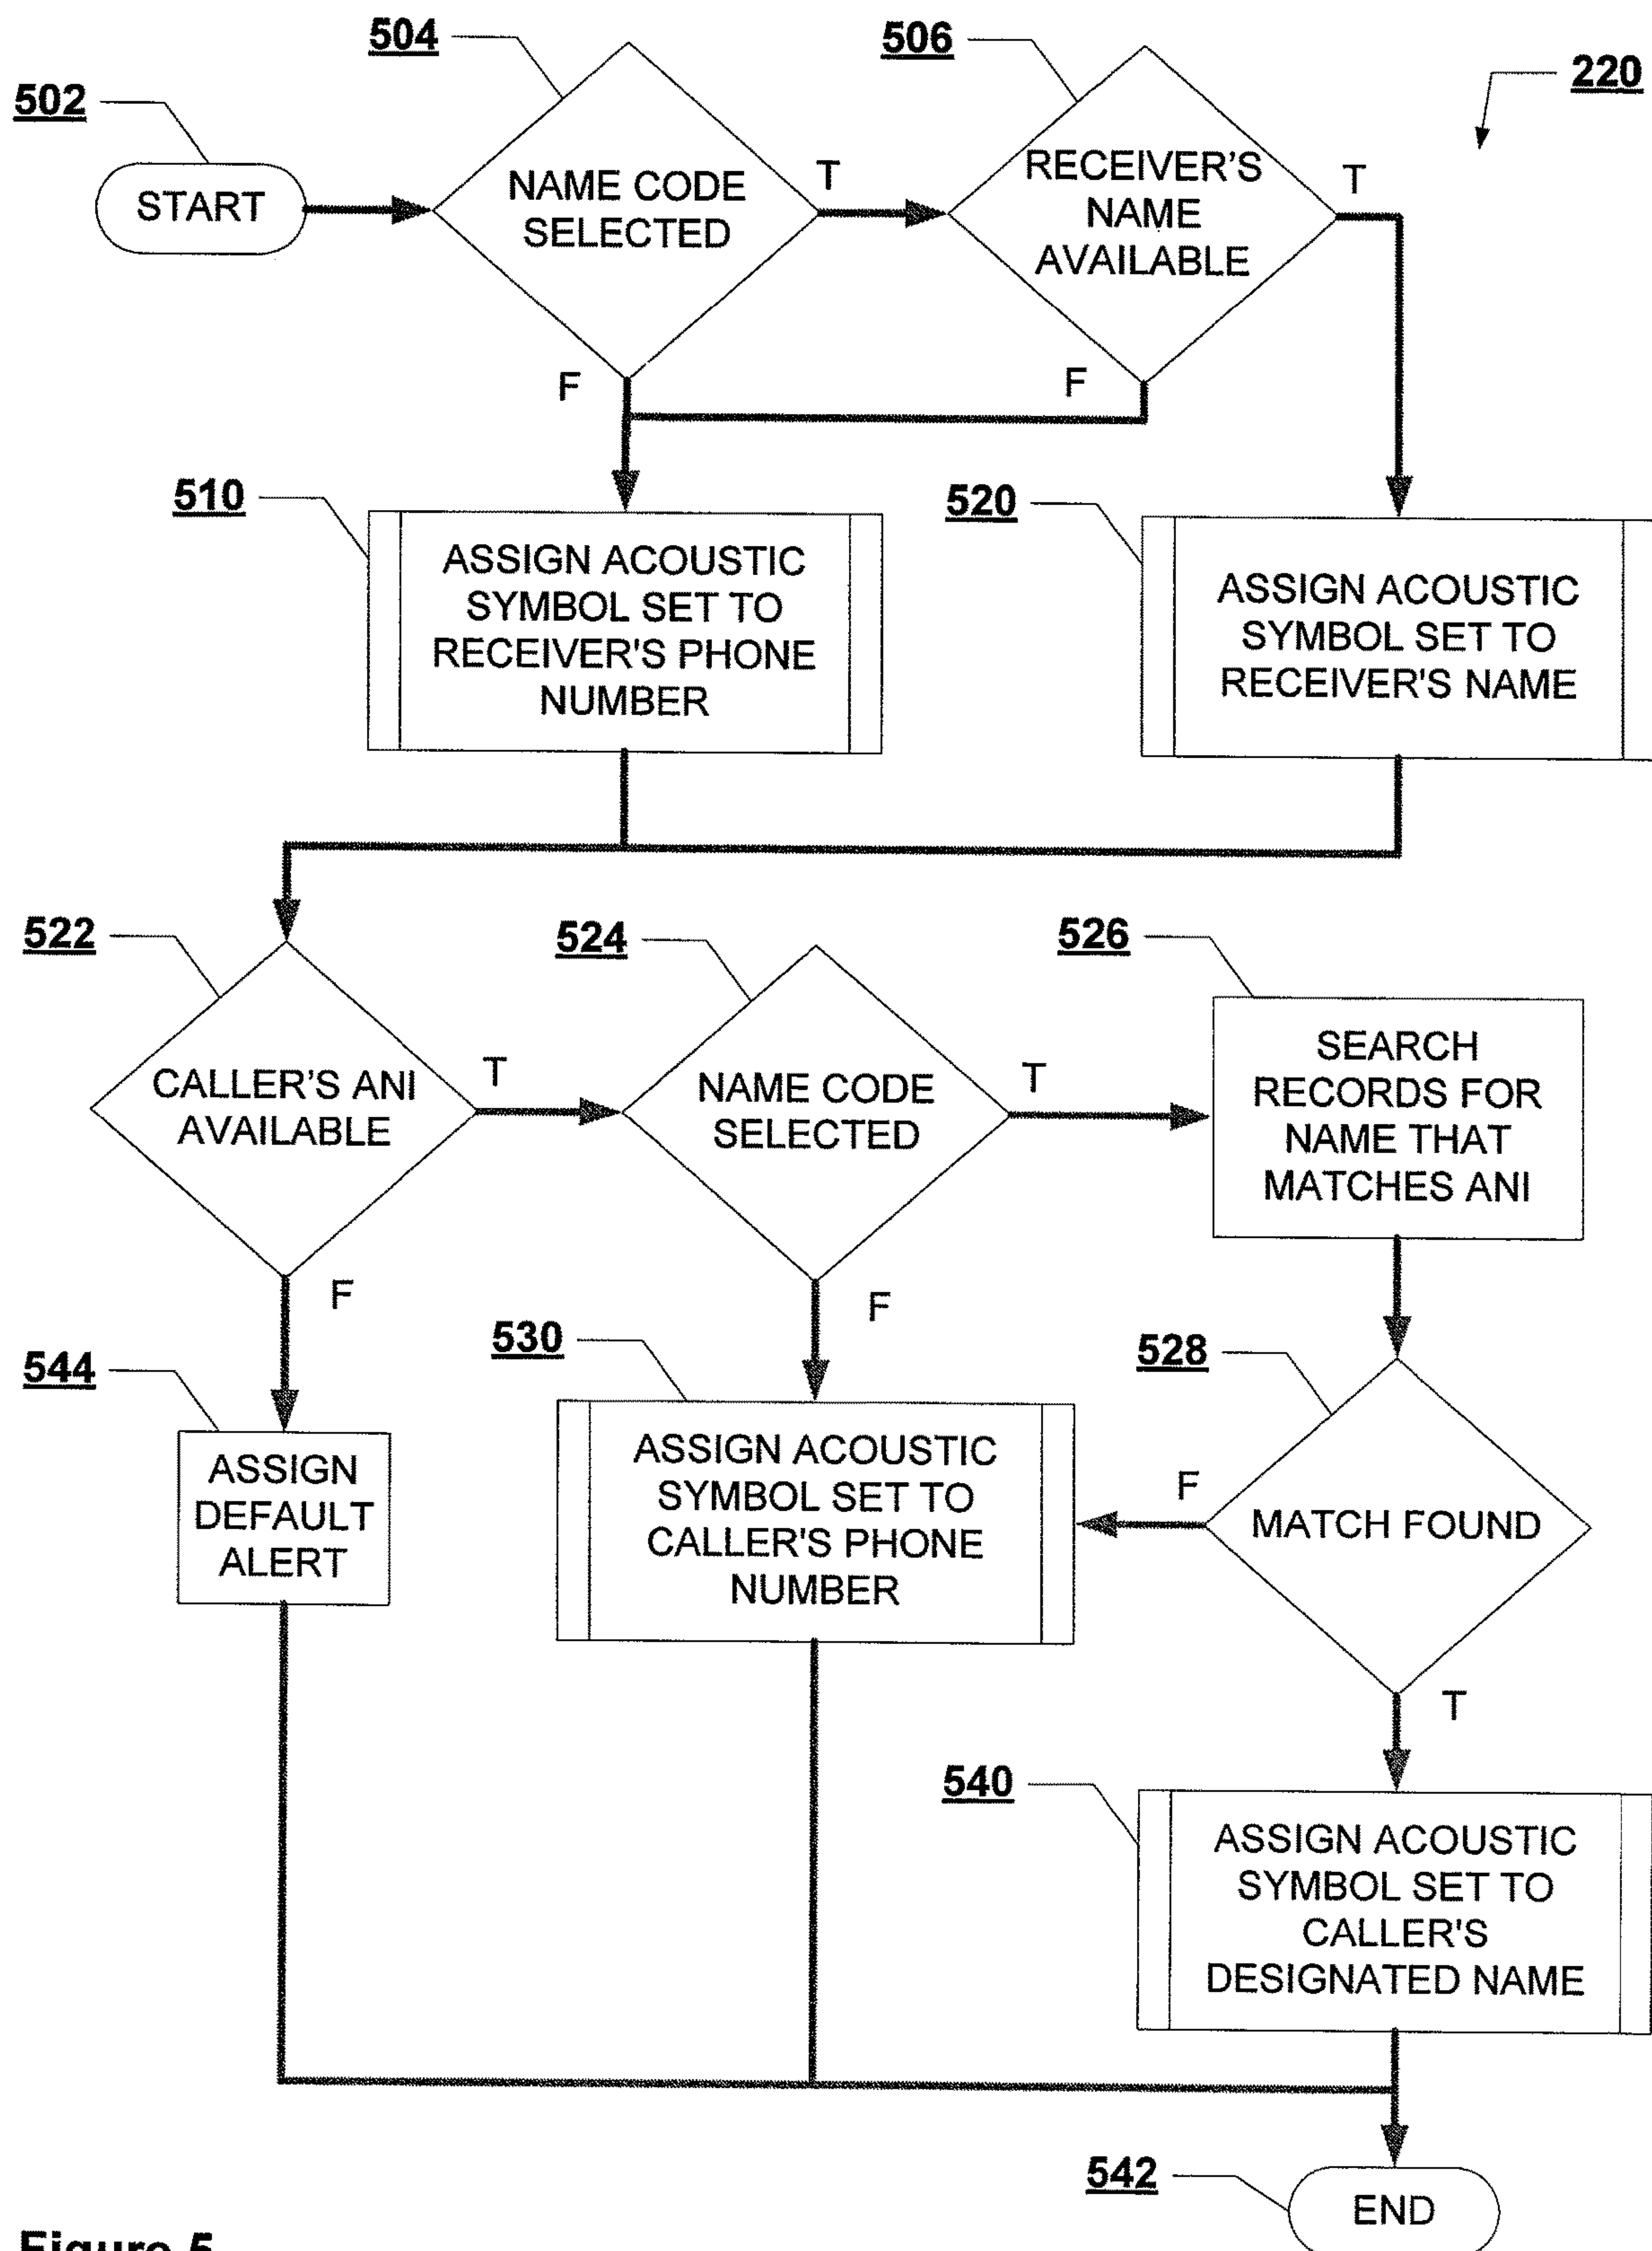 504
506
220
502
START
NAME CODE
SELECTED
T
RECEIVER'S
NAME
AVAILABLE
T
F
F
510
ASSIGN ACOUSTIC
SYMBOL SET TO
RECEIVER'S PHONE
NUMBER
520
ASSIGN ACOUSTIC
SYMBOL SET TO
RECEIVER'S NAME
522
524
526
CALLER'S ANI
AVAILABLE
T
NAME CODE
SELECTED
T
SEARCH
RECORDS FOR
NAME THAT
MATCHES ANI
F
F
544
530
528
ASSIGN
DEFAULT
ALERT
ASSIGN ACOUSTIC
SYMBOL SET TO
CALLER'S PHONE
NUMBER
F
MATCH FOUND
T
540
ASSIGN ACOUSTIC
SYMBOL SET TO
CALLER'S
DESIGNATED NAME
542
END
Figure 5